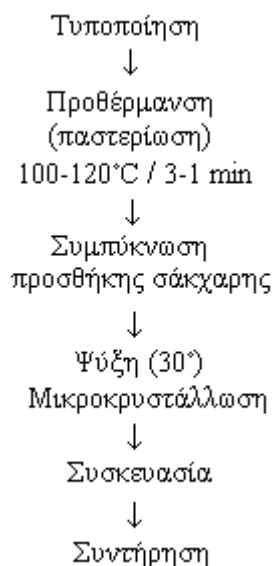 Τυποποίηση
↓
Προθέρμανση
(παστερίωση)
100-120°C / 3-1 min
↓
Συμπύκνωση
προσθήκης σάκχαρης
↓
Ψύξη (30°)
Μικροκρυστάλλωση
↓
Συσκευασία
↓
Συντήρηση